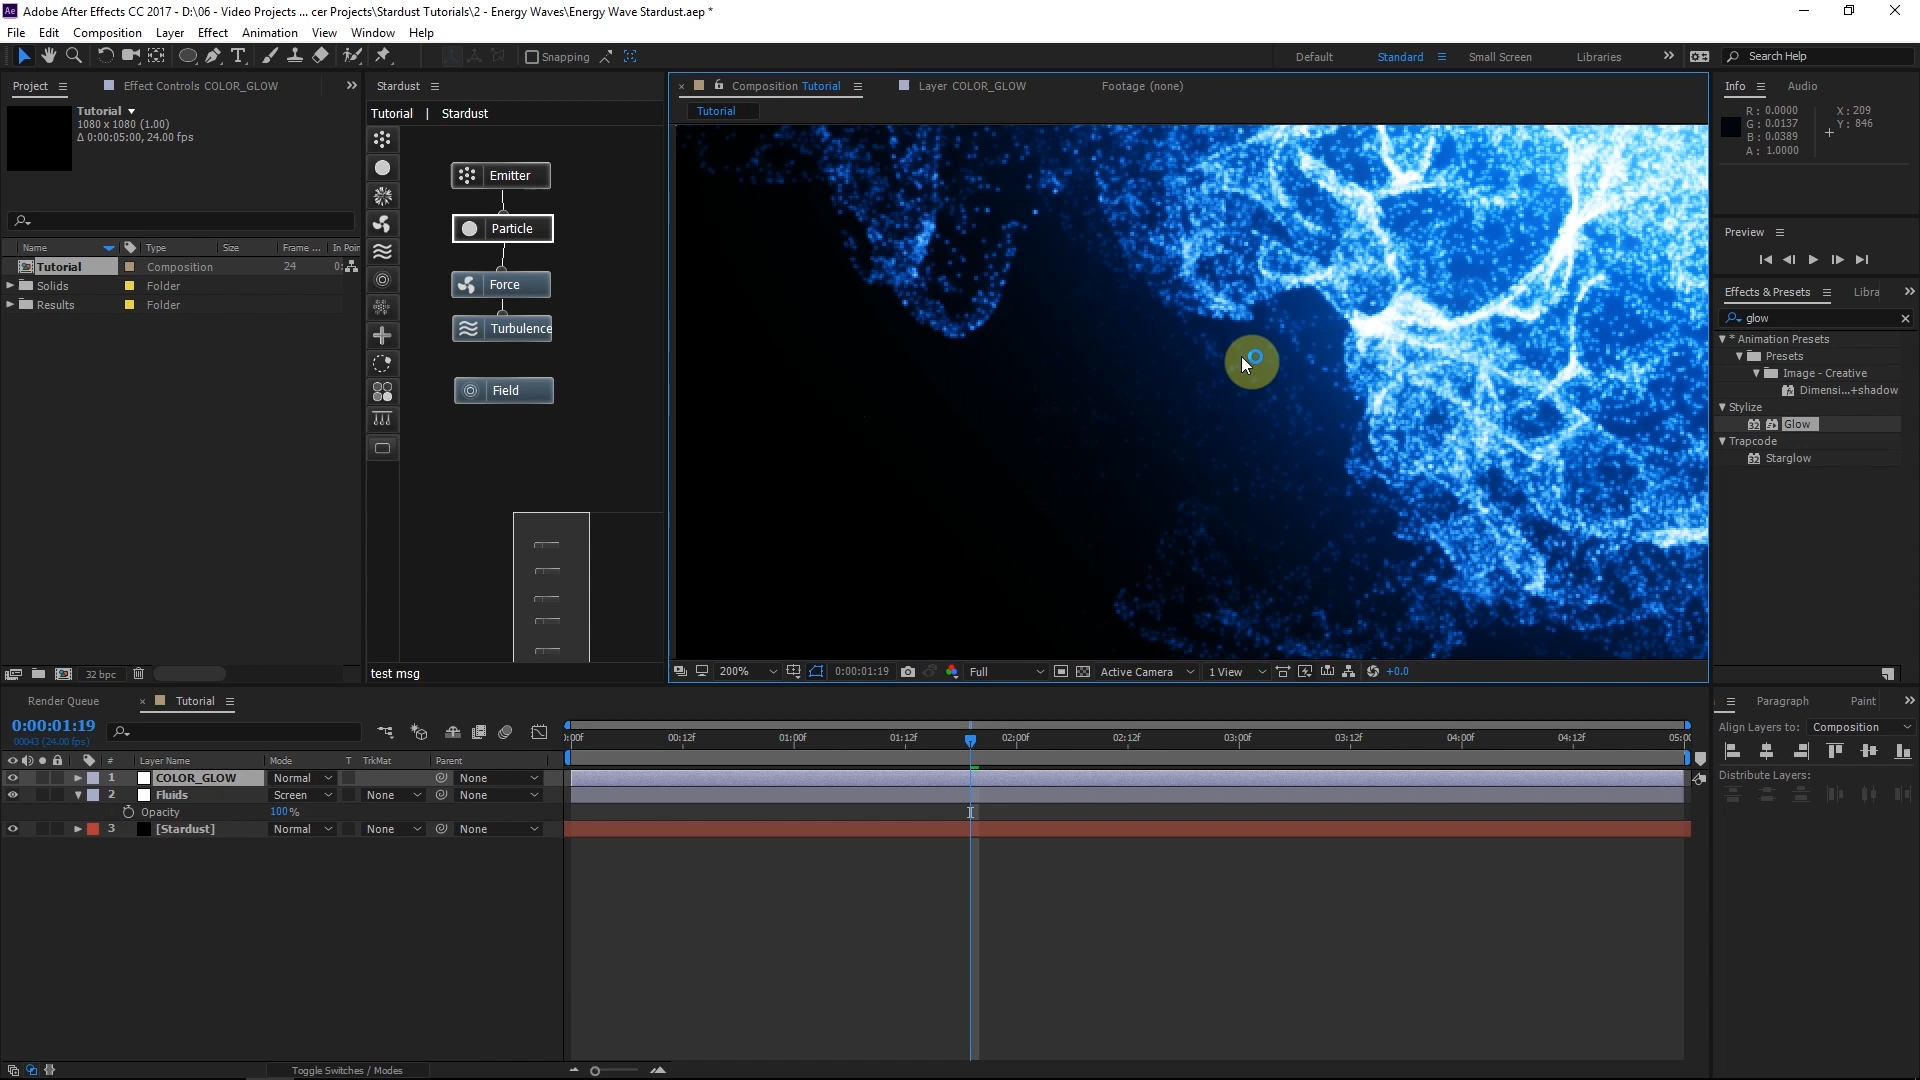 Adobe After Effects CC 2017 - D:\06 - Video Projects ... cer Projects\Stardust Tutorials\2 - Energy Waves\Energy Wave Stardust.aep *
File Edit Composition Layer Effect Animation View Window Help
Snapping Default Standard Small Screen Libraries Search Help
Project Effect Controls COLOR_GLOW Stardust Composition Tutorial Layer COLOR_GLOW Footage (none) Info Audio
Tutorial
1080 x 1080 (1.00)
Δ 0:00:05:00, 24.00 fps
Tutorial | Stardust
Tutorial
R: 0.0000
G: 0.0137
B: 0.0389
A: 1.0000
X: 209
Y: 846
Emitter
Particle
Force
Turbulence
Field
test msg
Name Type Size Frame ... In Poin
Tutorial Composition 24 0:
Solids Folder
Results Folder
32 bpc
Preview
Effects & Presets Libra
glow
* Animation Presets
Presets
Image - Creative
Dimensi...+shadow
Stylize
Glow
Trapcode
Starglow
200% 0:00:01:19 Full Active Camera 1 View +0.0
Render Queue Tutorial
0:00:01:19
00043 (24.00 fps)
:00f 00:12f 01:00f 01:12f 02:00f 02:12f 03:00f 03:12f 04:00f 04:12f 05:00
# Layer Name Mode T TrkMat Parent
1 COLOR_GLOW Normal None
2 Fluids Screen None None
Opacity 100%
3 [Stardust] Normal None None
Toggle Switches / Modes
Paragraph Paint
Align Layers to: Composition
Distribute Layers: